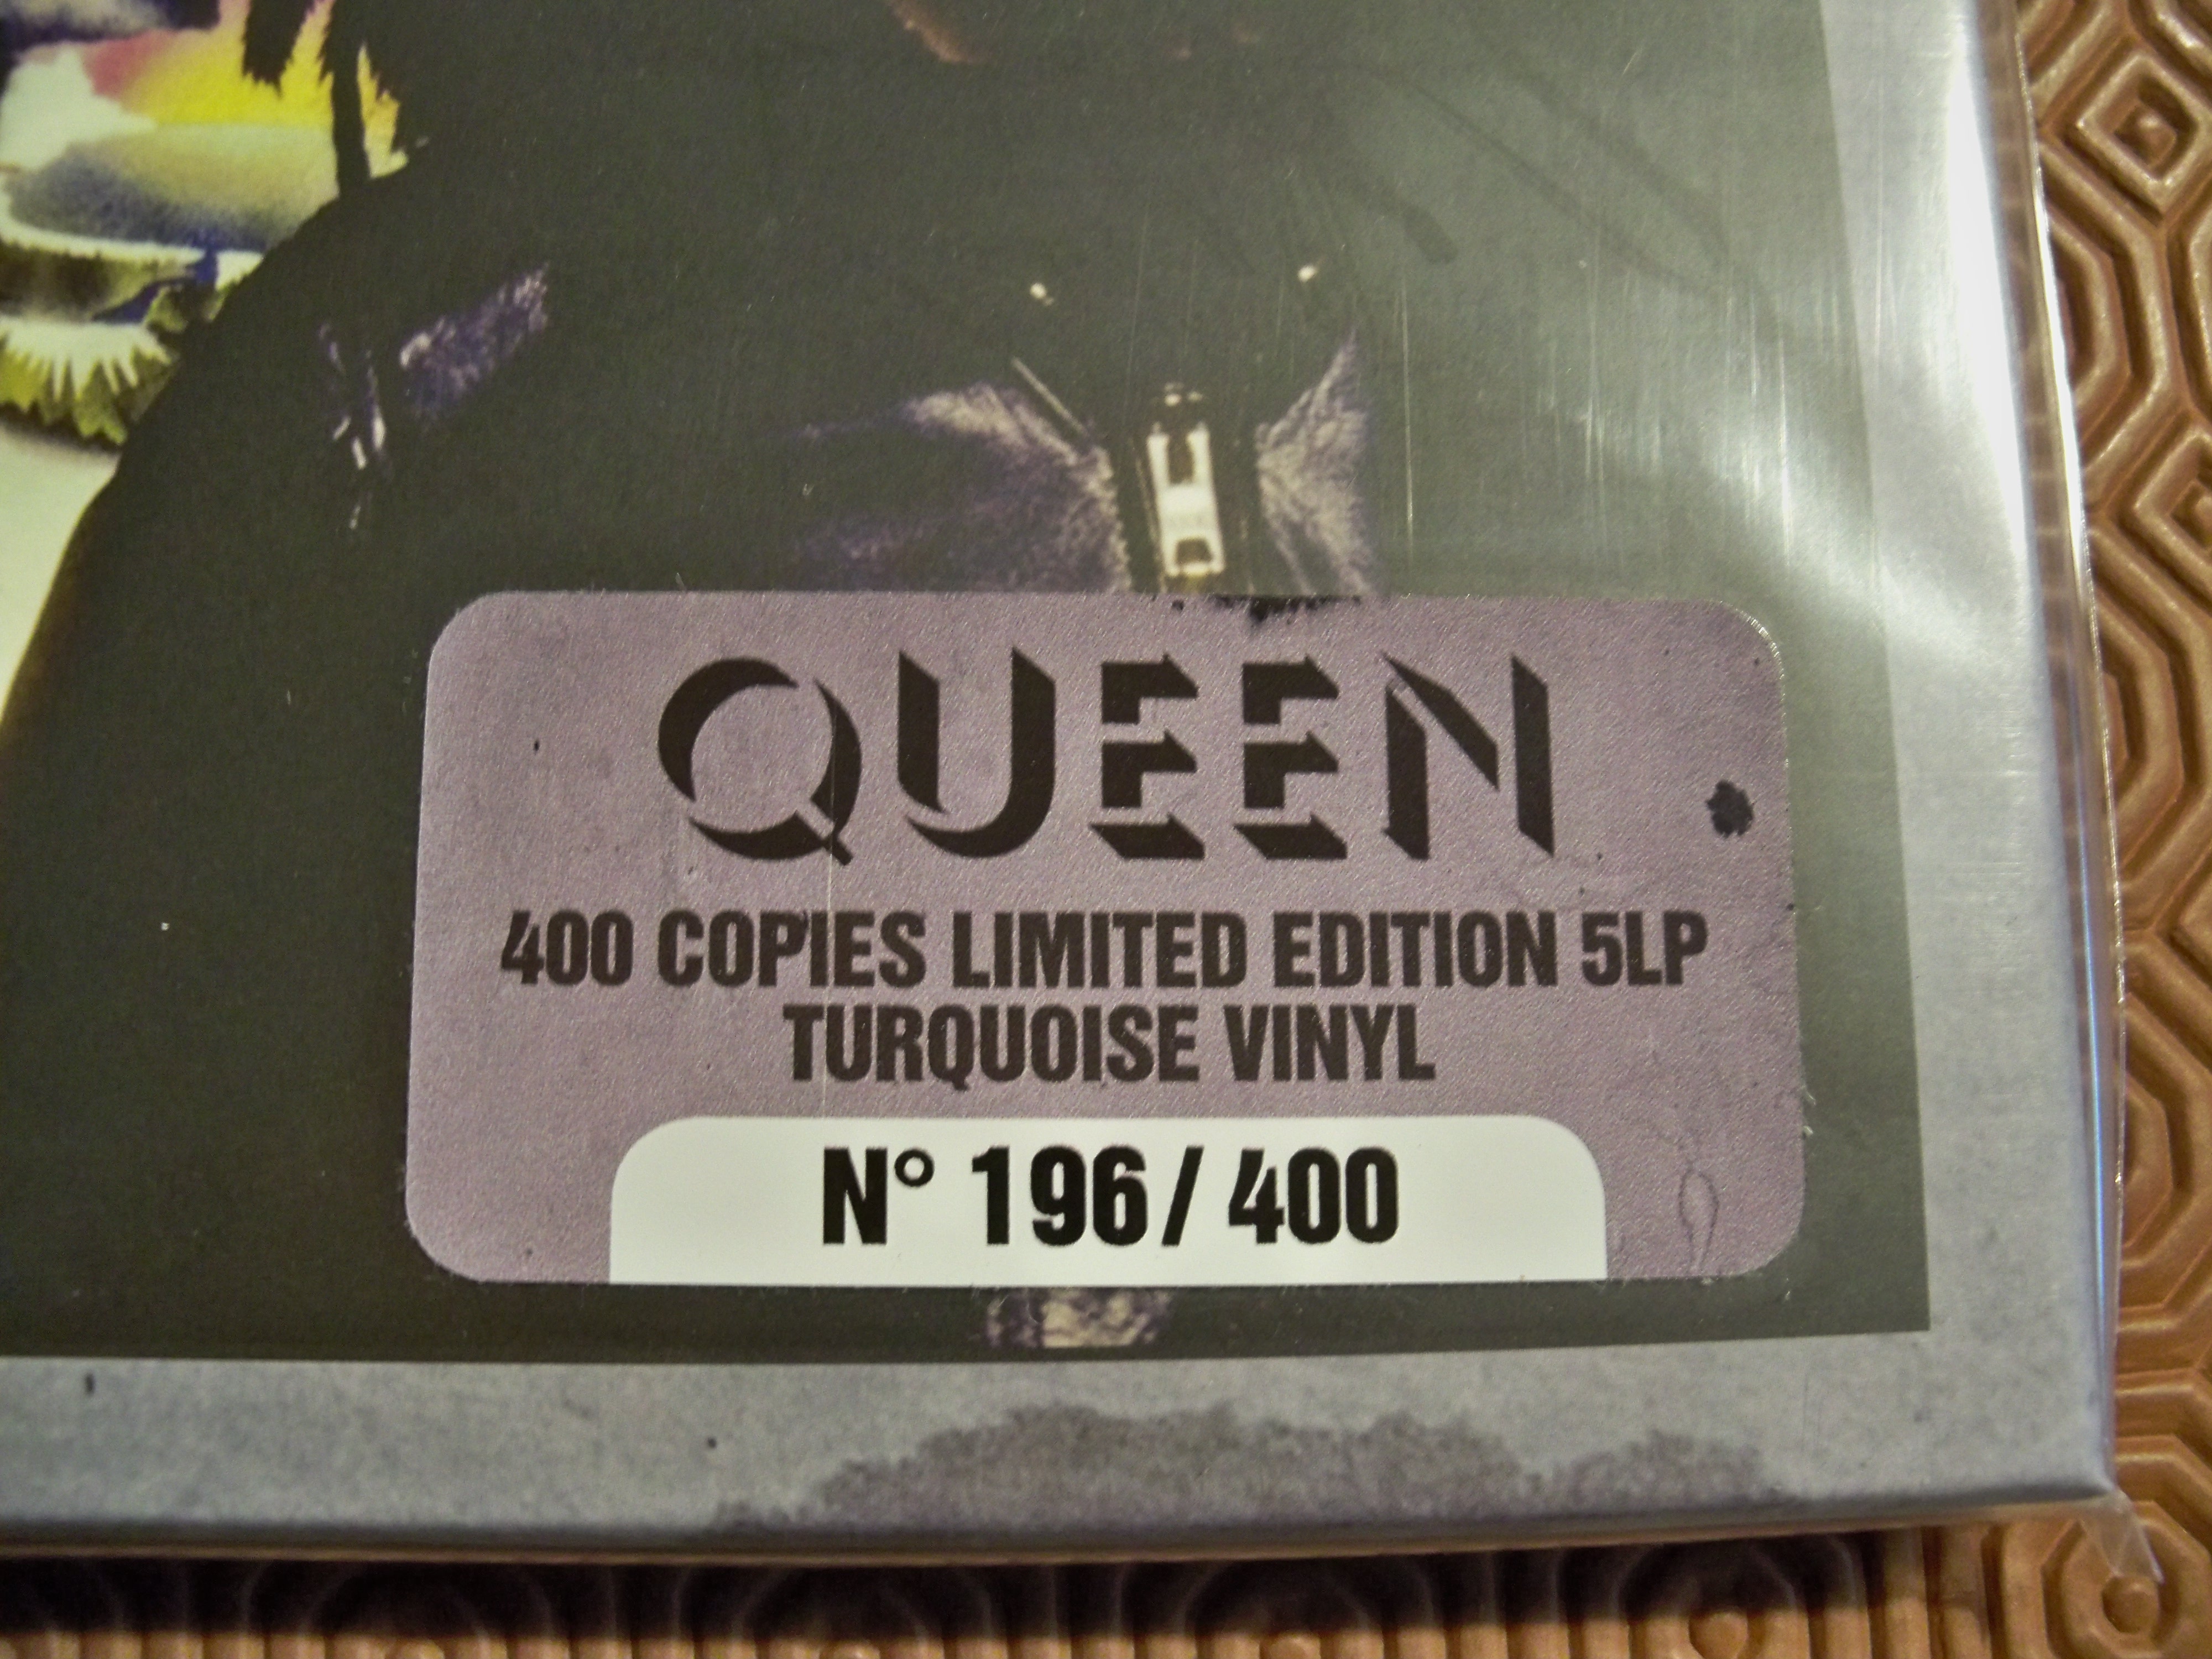 QUEEN
400 COPIES LIMITED EDITION 5LP
TURQUOISE VINYL
N° 196/ 400